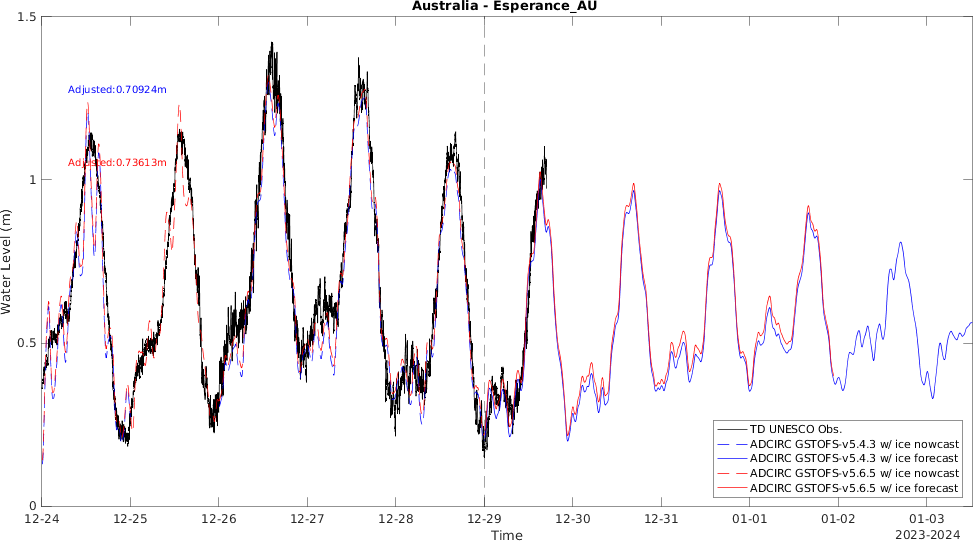 Australia - Esperance_AU
1.5
Adjusted:0.70924m
Adjusted:0.73613m
1
Water Level (m)
0.5
TD UNESCO Obs.
ADCIRC GSTOFS-v5.4.3 w/ ice nowcast
ADCIRC GSTOFS-v5.4.3 w/ ice forecast
ADCIRC GSTOFS-v5.6.5 w/ ice nowcast
ADCIRC GSTOFS-v5.6.5 w/ ice forecast
0
12-24 12-25 12-26 12-27 12-28 12-29 12-30 12-31 01-01 01-02 01-03
Time
2023-2024